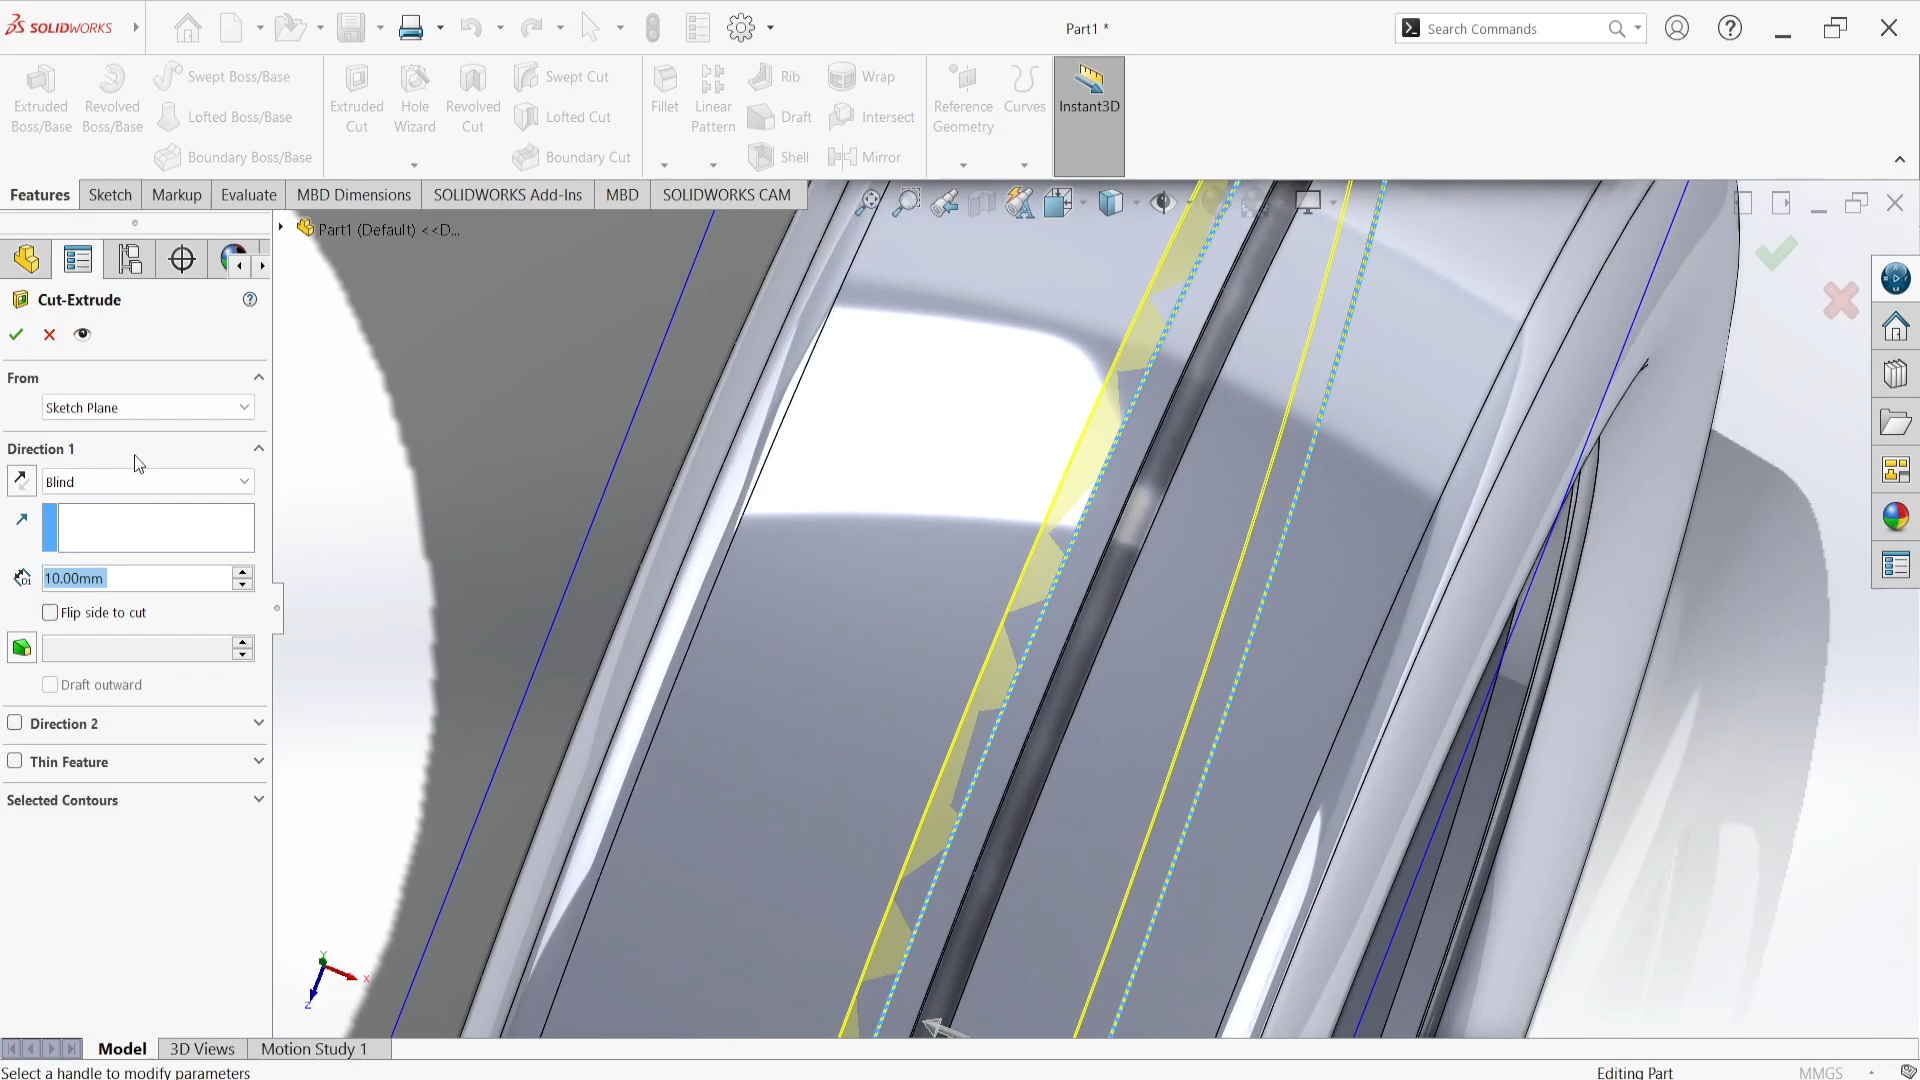 SOLIDWORKS
Part1 *
Search Commands
Extruded Boss/Base
Revolved Boss/Base
Swept Boss/Base
Lofted Boss/Base
Boundary Boss/Base
Extruded Cut
Hole Wizard
Revolved Cut
Swept Cut
Lofted Cut
Boundary Cut
Fillet
Linear Pattern
Rib
Draft
Shell
Wrap
Intersect
Mirror
Reference Geometry
Curves
Instant3D
Features
Sketch
Markup
Evaluate
MBD Dimensions
SOLIDWORKS Add-Ins
MBD
SOLIDWORKS CAM
Part1 (Default) <<D...
Cut-Extrude
From
Sketch Plane
Direction 1
Blind
10.00mm
Flip side to cut
Draft outward
Direction 2
Thin Feature
Selected Contours
Y
X
Z
Model
3D Views
Motion Study 1
Select a handle to modify parameters
Editing Part
MMGS